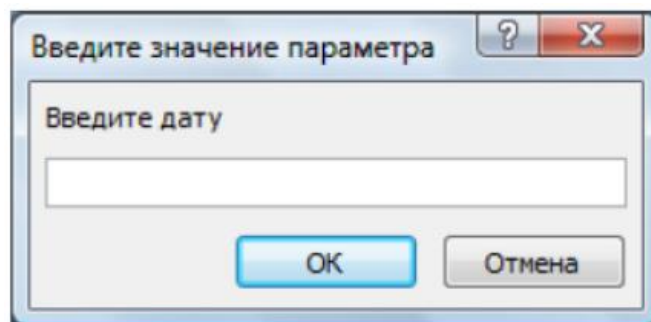 Введите значение параметра
Введите дату
ОК
Отмена